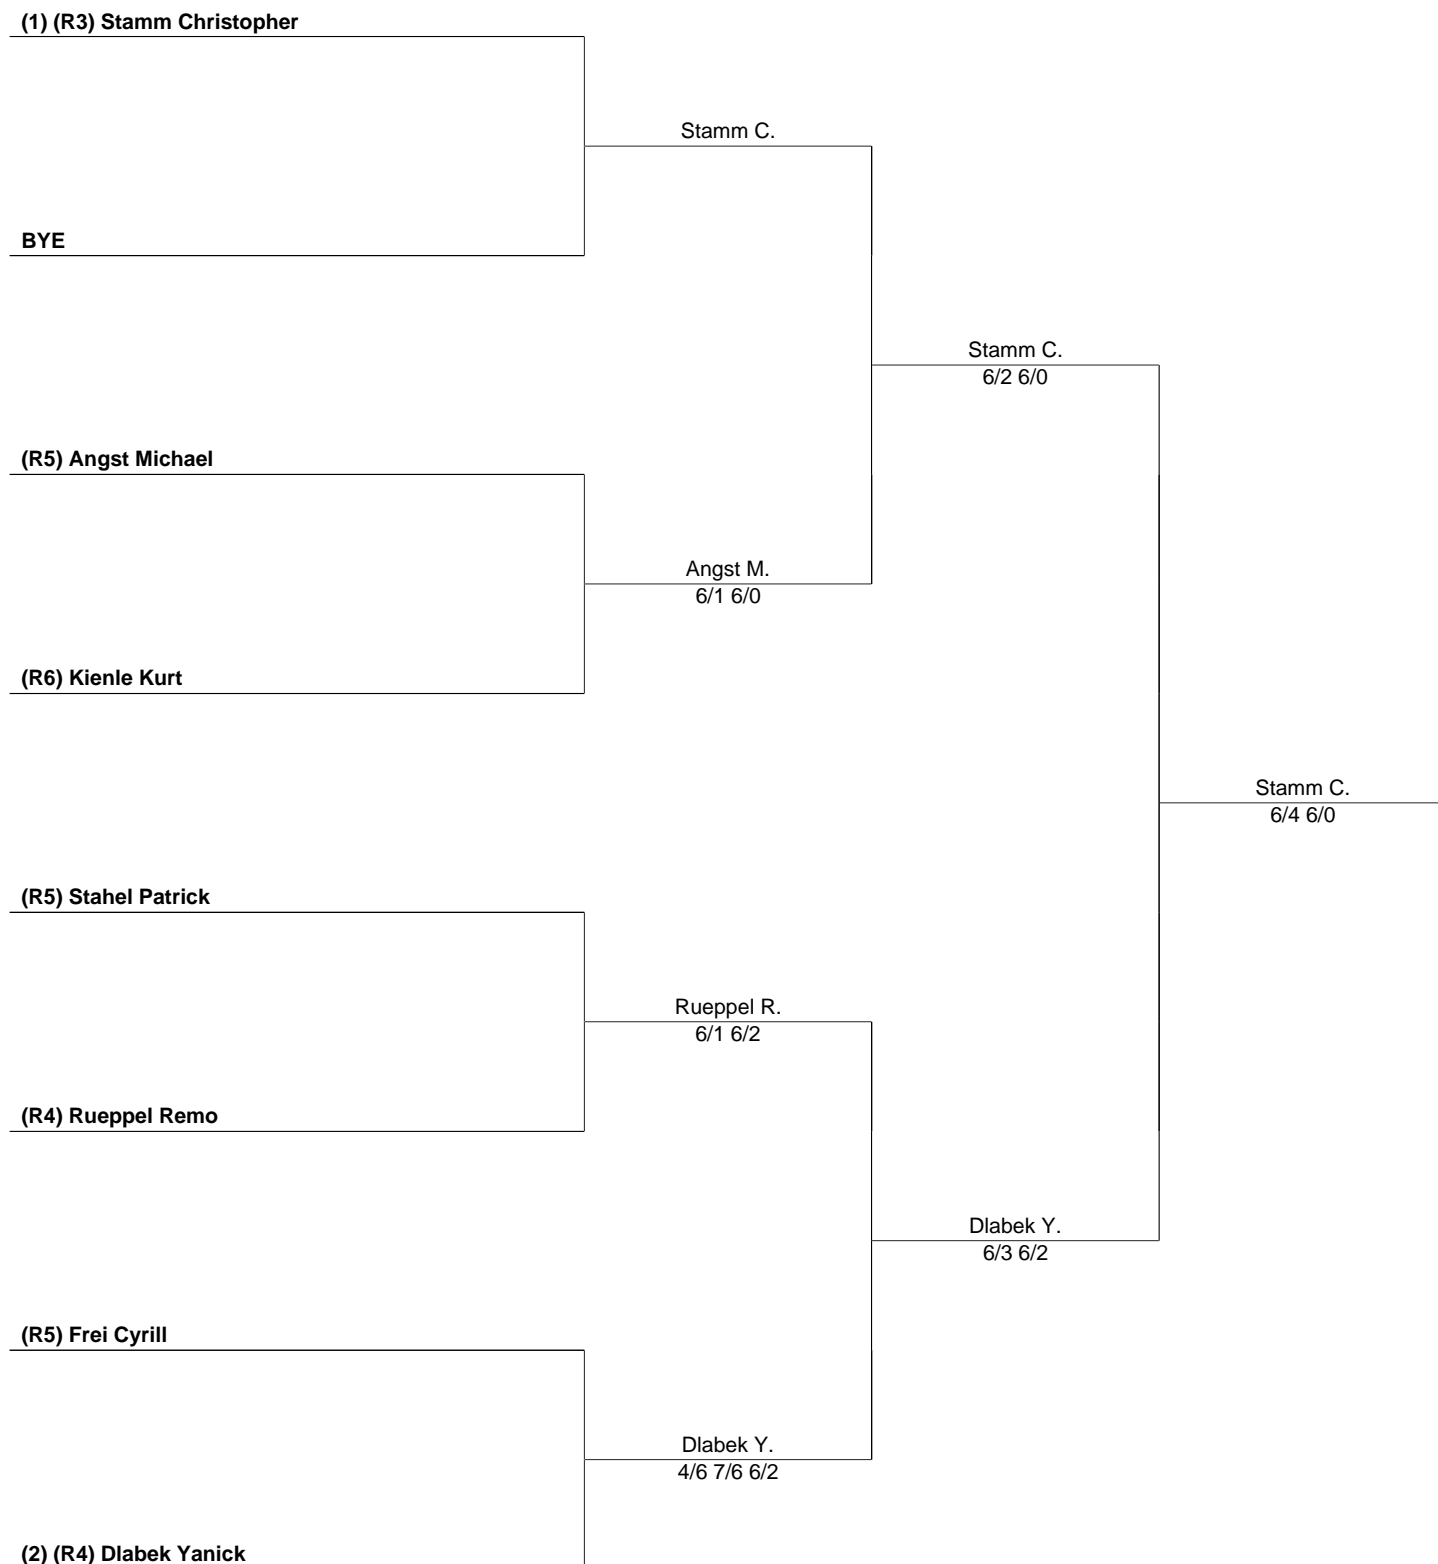 (1) (R3) Stamm Christopher
Stamm C.
BYE
Stamm C.
6/2 6/0
(R5) Angst Michael
Angst M.
6/1 6/0
(R6) Kienle Kurt
Stamm C.
6/4 6/0
(R5) Stahel Patrick
Rueppel R.
6/1 6/2
(R4) Rueppel Remo
Dlabek Y.
6/3 6/2
(R5) Frei Cyrill
Dlabek Y.
4/6 7/6 6/2
(2) (R4) Dlabek Yanick